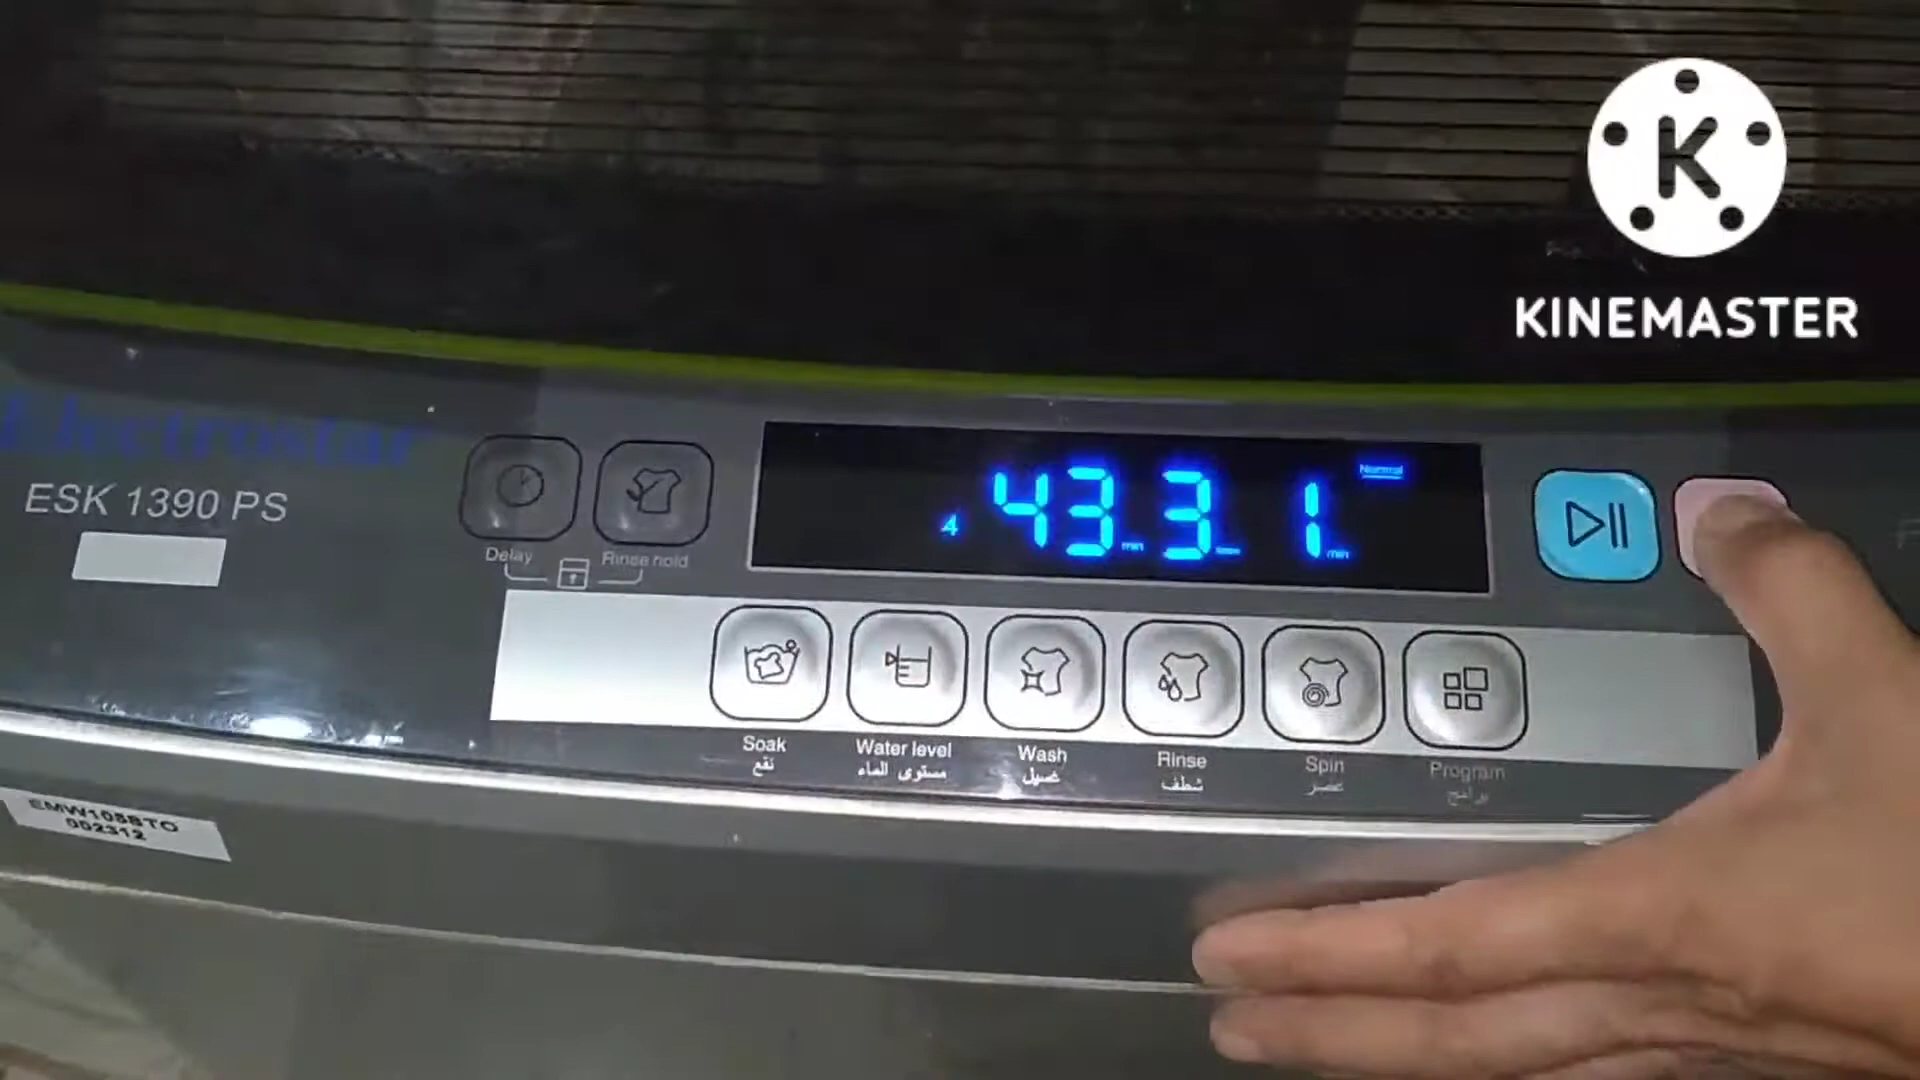 K
KINEMASTER
Electrostar
ESK 1390 PS
Delay
Rinse hold
4 43 min 3 1 min
Normal
Soak
نقع
Water level
مستوى الماء
Wash
غسيل
Rinse
شطف
Spin
عصر
Program
برامج
002312